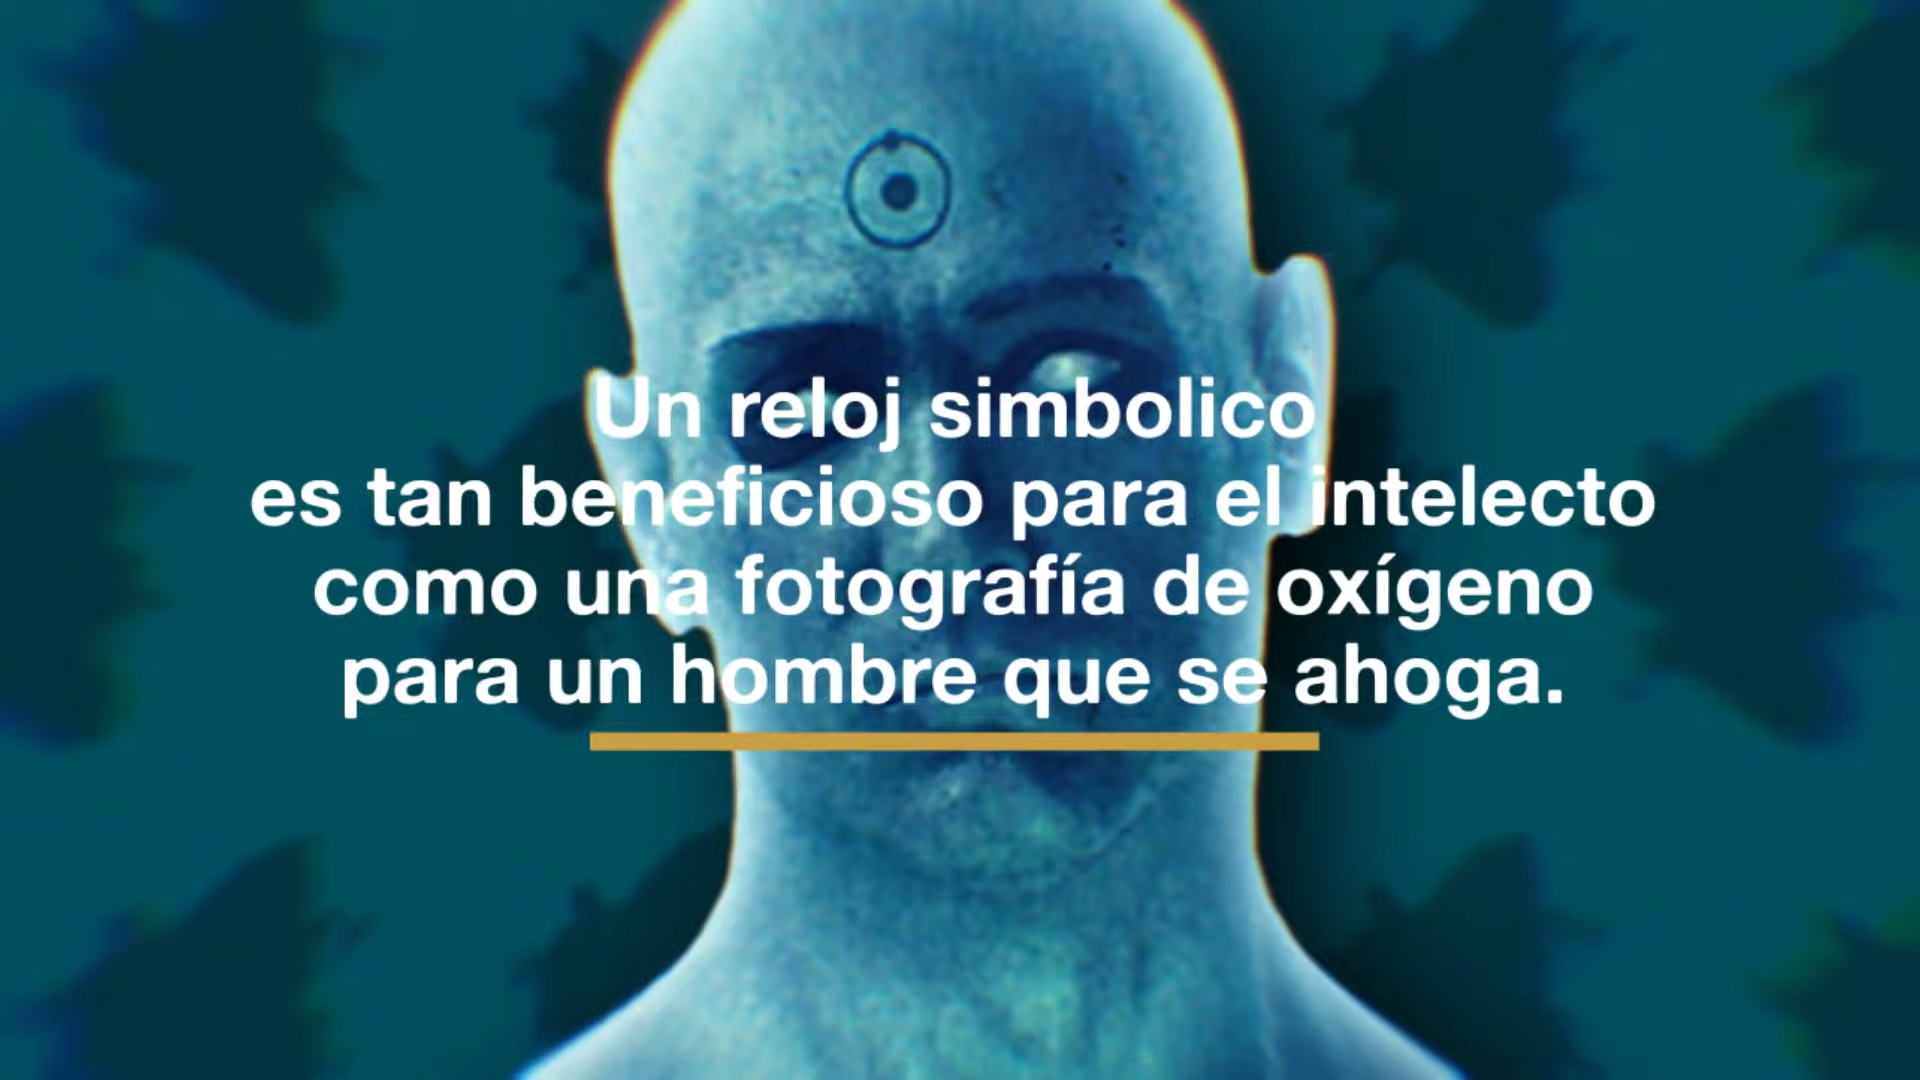 Un reloj simbolico
es tan beneficioso para el intelecto
como una fotografía de oxígeno
para un hombre que se ahoga.